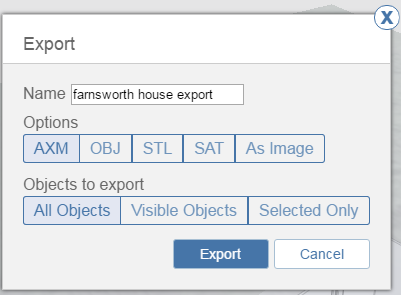 X
Export
Name farnsworth house export
Options
AXM OBJ STL SAT As Image
Objects to export
All Objects Visible Objects Selected Only
Export Cancel